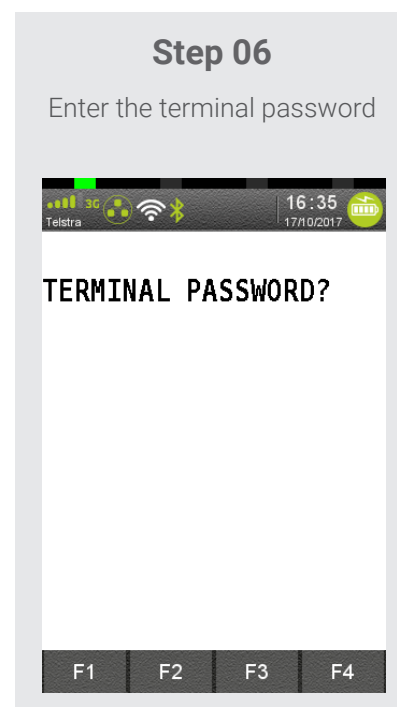 Step 06
Enter the terminal password
3G 16:35
Telstra 17/10/2017
TERMINAL PASSWORD?
F1 F2 F3 F4